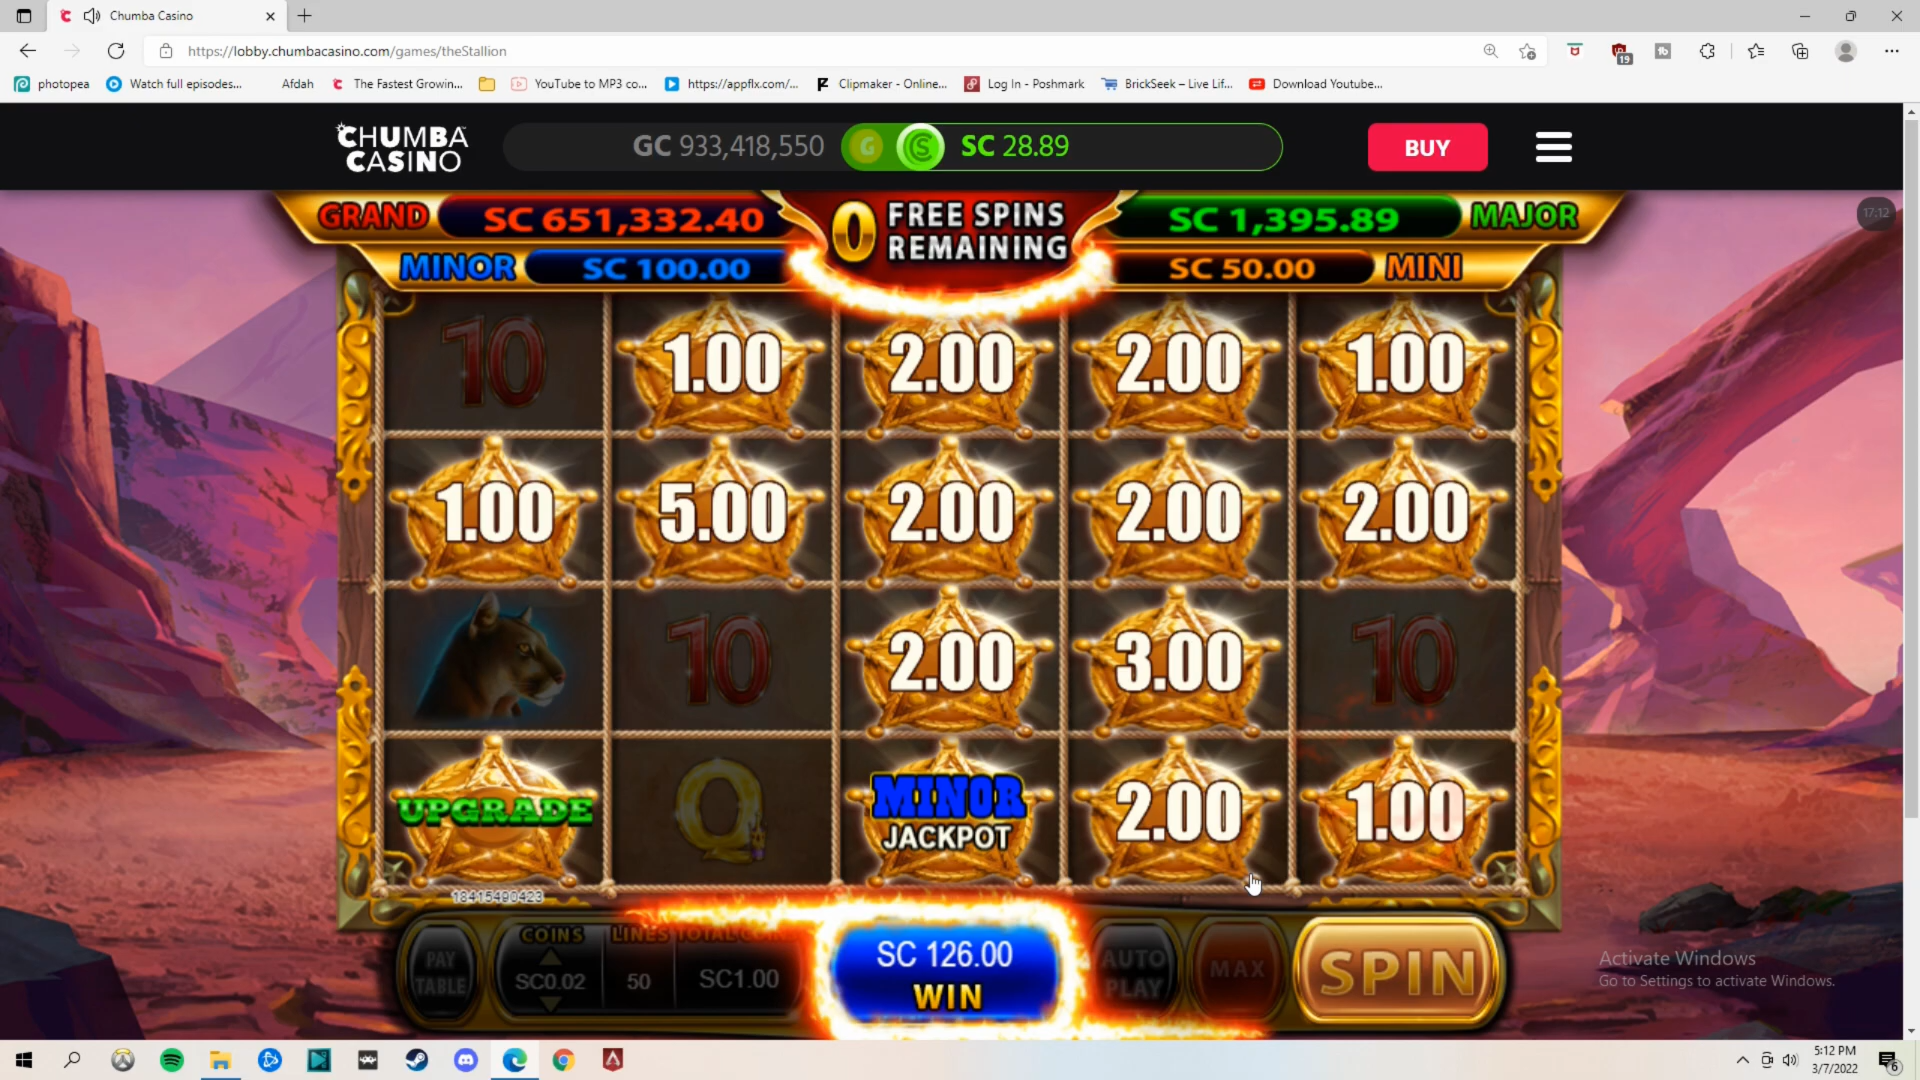 Chumba Casino
https://lobby.chumbacasino.com/games/theStallion
19
photopea
Watch full episodes...
Afdah
The Fastest Growin...
YouTube to MP3 co...
https://appflx.com/...
Clipmaker - Online...
Log In - Poshmark
BrickSeek – Live Lif...
Download Youtube...
CHUMBA CASINO
GC 933,418,550
G
S
SC 28.89
BUY
GRAND SC 651,332.40
0 FREE SPINS REMAINING
SC 1,395.89 MAJOR
17:12
MINOR SC 100.00
SC 50.00 MINI
10 1.00 2.00 2.00 1.00
1.00 5.00 2.00 2.00 2.00
10 2.00 3.00 10
UPGRADE Q MINOR JACKPOT 2.00 1.00
18415490423
PAY TABLE
COINS
SC0.02
LINES
50
SC1.00
SC 126.00
WIN
AUTO PLAY
MAX
SPIN
Activate Windows
Go to Settings to activate Windows.
5:12 PM
3/7/2022
6